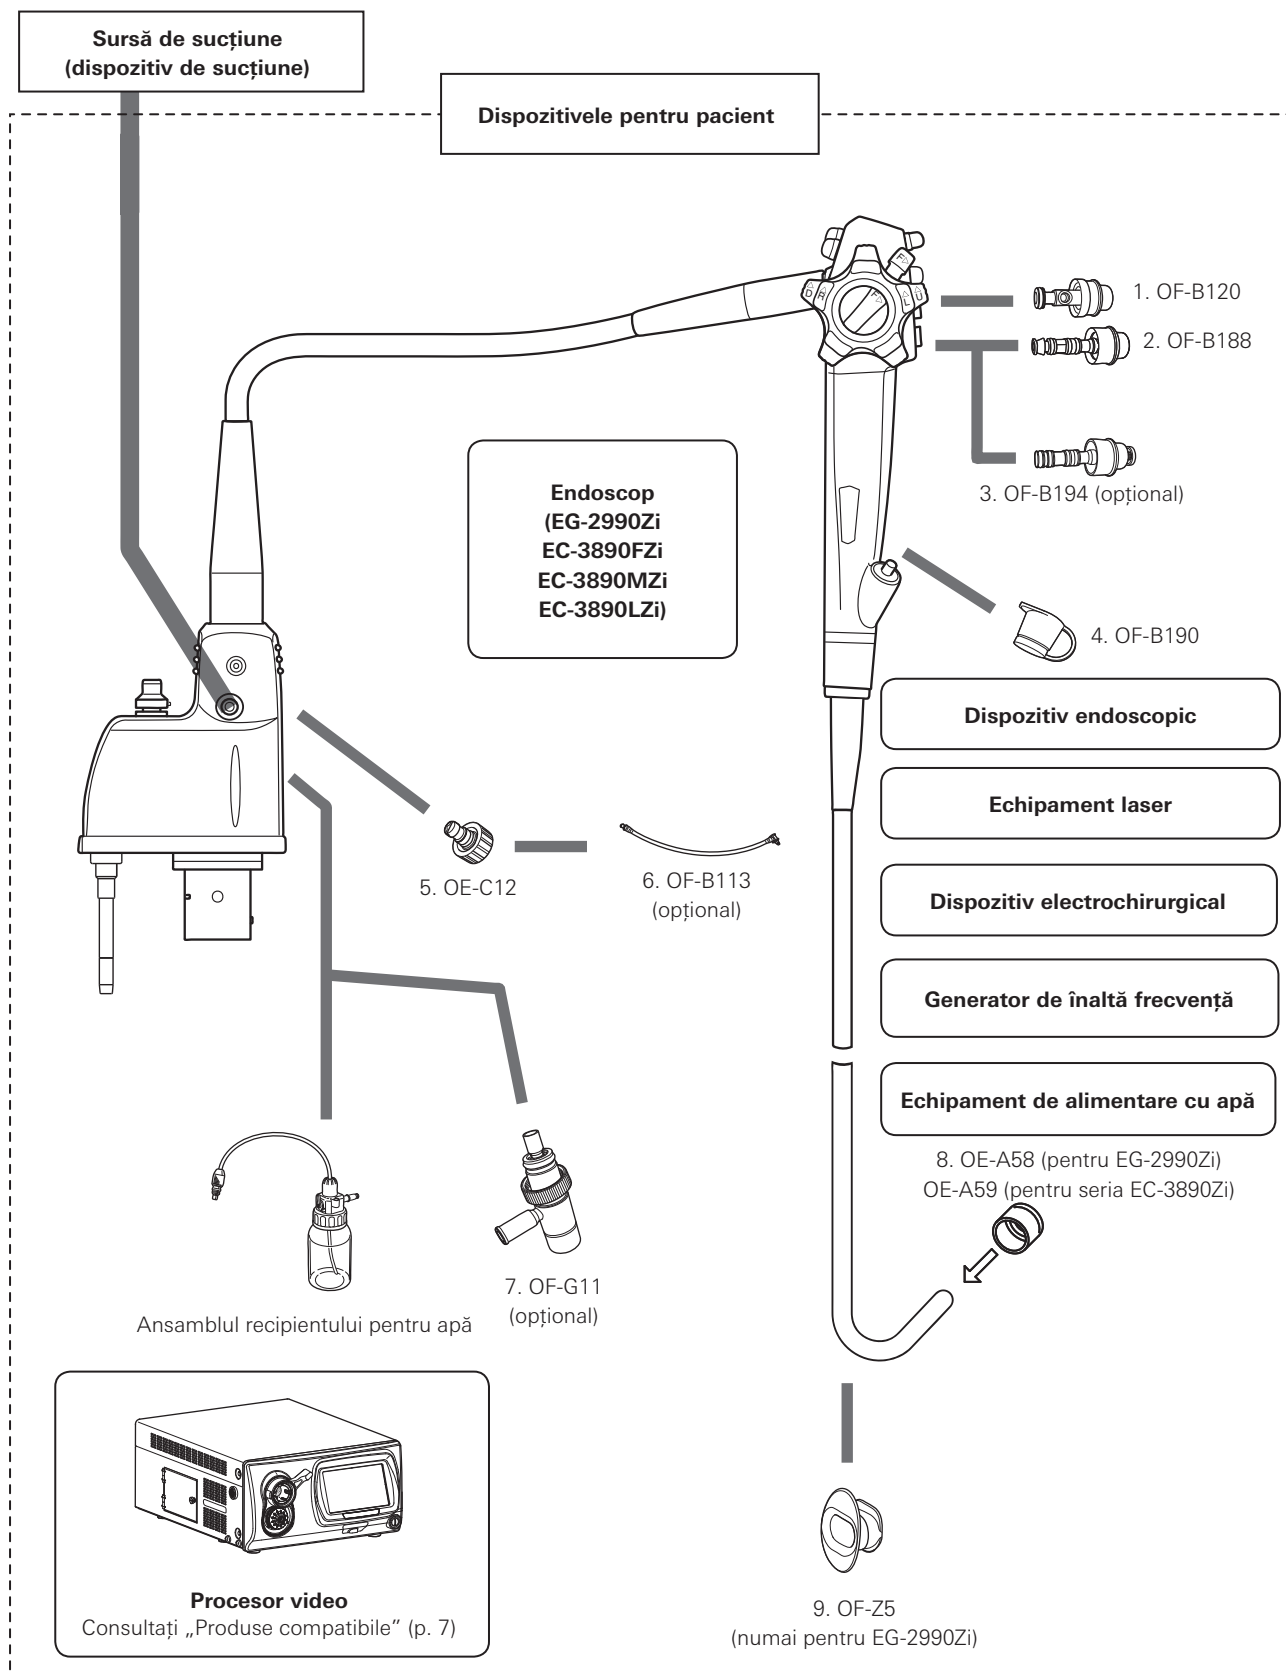 Sursă de sucțiune
(dispozitiv de sucțiune)
Dispozitivele pentru pacient
1. OF-B120
2. OF-B188
3. OF-B194 (opțional)
Endoscop
(EG-2990Zi
EC-3890FZi
EC-3890MZi
EC-3890LZi)
4. OF-B190
Dispozitiv endoscopic
Echipament laser
5. OE-C12
6. OF-B113
(opțional)
Dispozitiv electrochirurgical
Generator de înaltă frecvență
Echipament de alimentare cu apă
8. OE-A58 (pentru EG-2990Zi)
OE-A59 (pentru seria EC-3890Zi)
7. OF-G11
(opțional)
Ansamblul recipientului pentru apă
Procesor video
Consultați „Produse compatibile” (p. 7)
9. OF-Z5
(numai pentru EG-2990Zi)